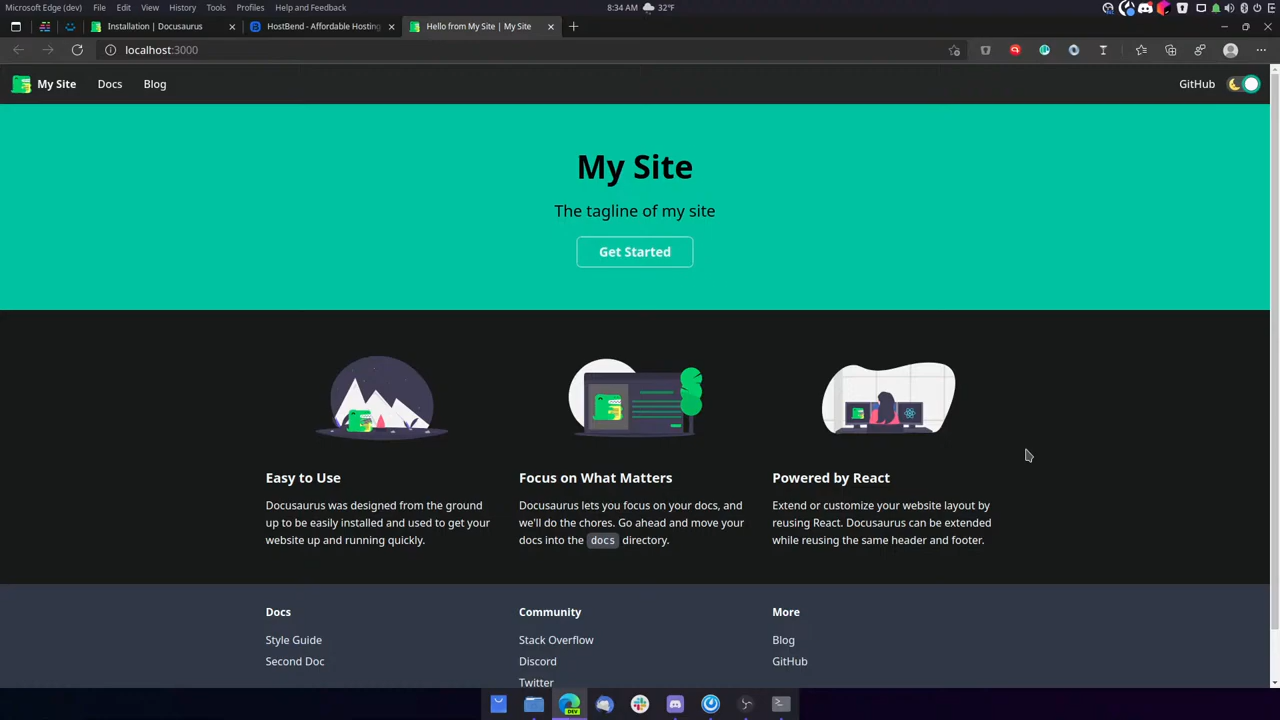 Microsoft Edge (dev) File Edit View History Tools Profiles Help and Feedback 8:34 AM 32°F
Installation | Docusaurus HostBend - Affordable Hosting Hello from My Site | My Site
localhost:3000
My Site Docs Blog GitHub
My Site
The tagline of my site
Get Started
Easy to Use
Docusaurus was designed from the ground
up to be easily installed and used to get your
website up and running quickly.
Focus on What Matters
Docusaurus lets you focus on your docs, and
we'll do the chores. Go ahead and move your
docs into the docs directory.
Powered by React
Extend or customize your website layout by
reusing React. Docusaurus can be extended
while reusing the same header and footer.
Docs
Style Guide
Second Doc
Community
Stack Overflow
Discord
Twitter
More
Blog
GitHub
DEV